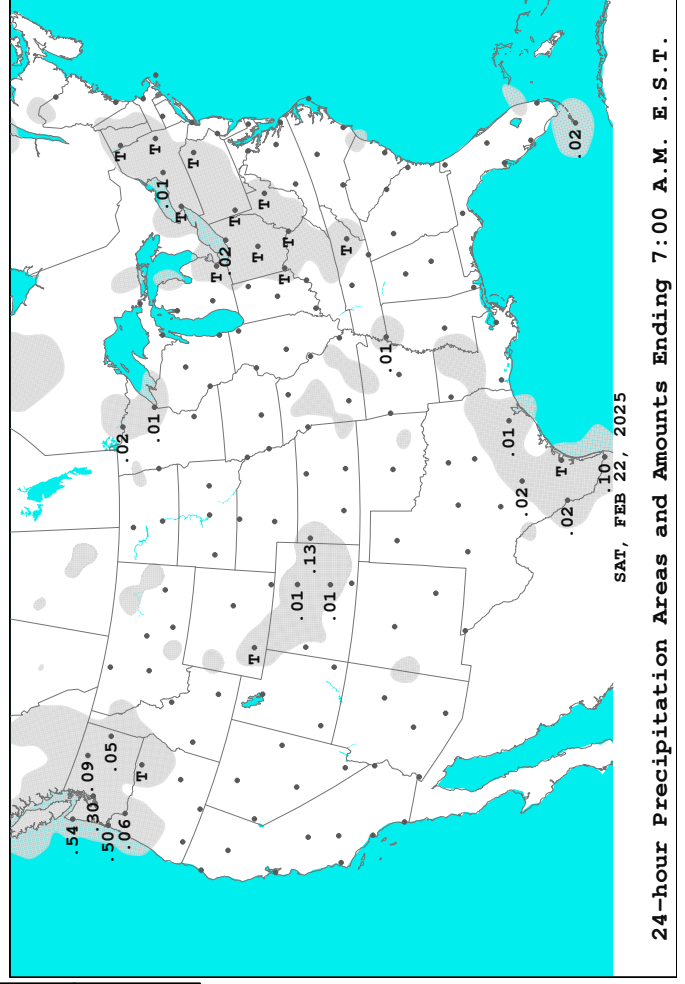 .54
.30
.50
.06
.09
.05
T
T
.13
.01
.01
.02
.01
.01
.02
.01
T
.02
.02
.10
.02
T
T
T
T
T
T
T
T
T
T
.01
.02
SAT, FEB 22, 2025
24-hour Precipitation Areas and Amounts Ending 7:00 A.M. E.S.T.